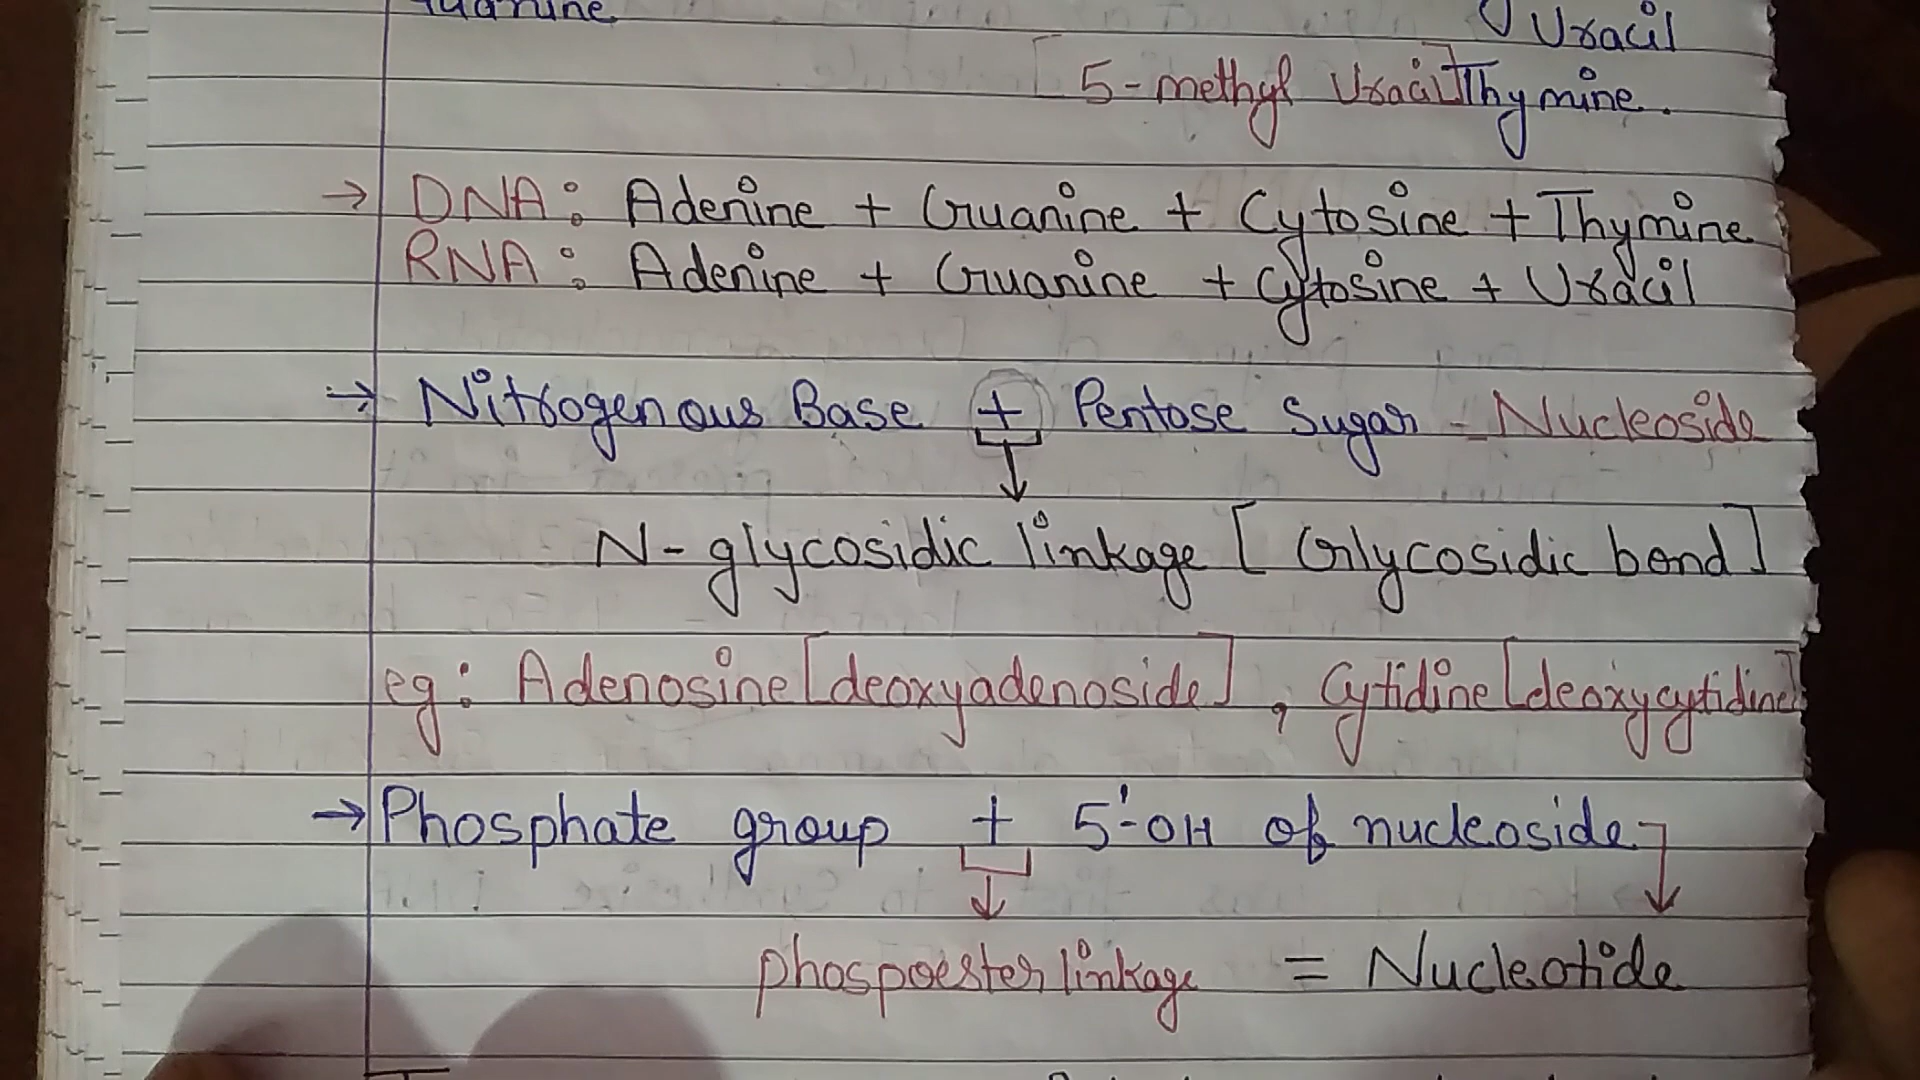 Guanine
Uracil
[5-methyl Uracil] Thymine.
→ DNA: Adenine + Guanine + Cytosine + Thymine
RNA: Adenine + Guanine + Cytosine + Uracil
→ Nitrogenous Base + Pentose Sugar - Nucleoside
↓
N-glycosidic linkage [Glycosidic bond]
eg: Adenosine [deoxyadenoside], Cytidine [deoxycytidine]
→ Phosphate group + 5'-OH of nucleoside
↓ ↓
phospoester linkage = Nucleotide